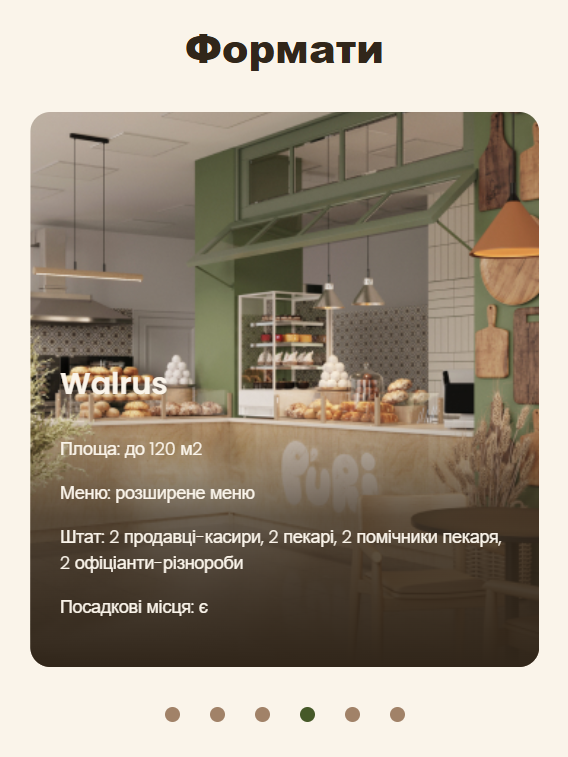 Формати
Walrus
Площа: до 120 м2
Меню: розширене меню
PuRi
Штат: 2 продавці-касири, 2 пекарі, 2 помічники пекаря,
2 офіціанти-різнороби
Посадкові місця: є